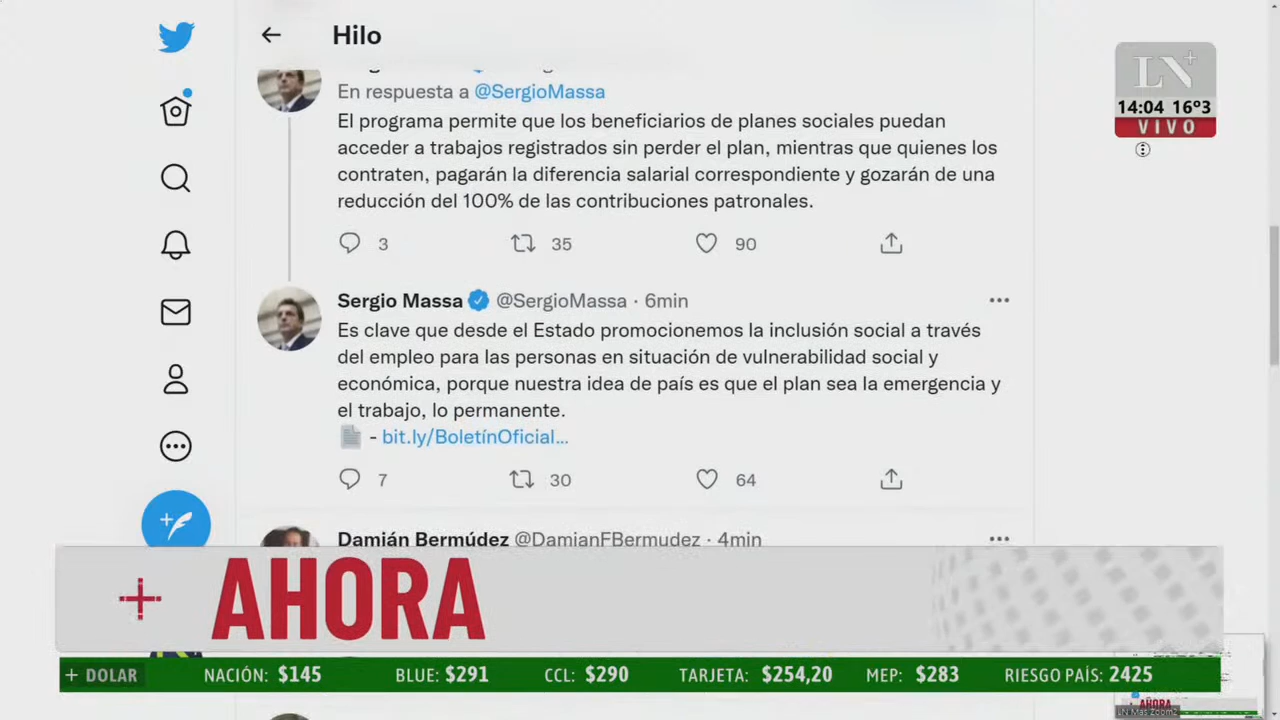 Hilo
LN+
14:04 16º3
VIVO
En respuesta a @SergioMassa
El programa permite que los beneficiarios de planes sociales puedan
acceder a trabajos registrados sin perder el plan, mientras que quienes los
contraten, pagarán la diferencia salarial correspondiente y gozarán de una
reducción del 100% de las contribuciones patronales.
3 35 90
Sergio Massa @SergioMassa · 6min
Es clave que desde el Estado promocionemos la inclusión social a través
del empleo para las personas en situación de vulnerabilidad social y
económica, porque nuestra idea de país es que el plan sea la emergencia y
el trabajo, lo permanente.
- bit.ly/BoletínOficial...
7 30 64
Damián Bermúdez @DamianFBermudez · 4min
+ AHORA
+ DOLAR NACIÓN: $145 BLUE: $291 CCL: $290 TARJETA: $254,20 MEP: $283 RIESGO PAÍS: 2425
AHORA
LN Mas Zoom2